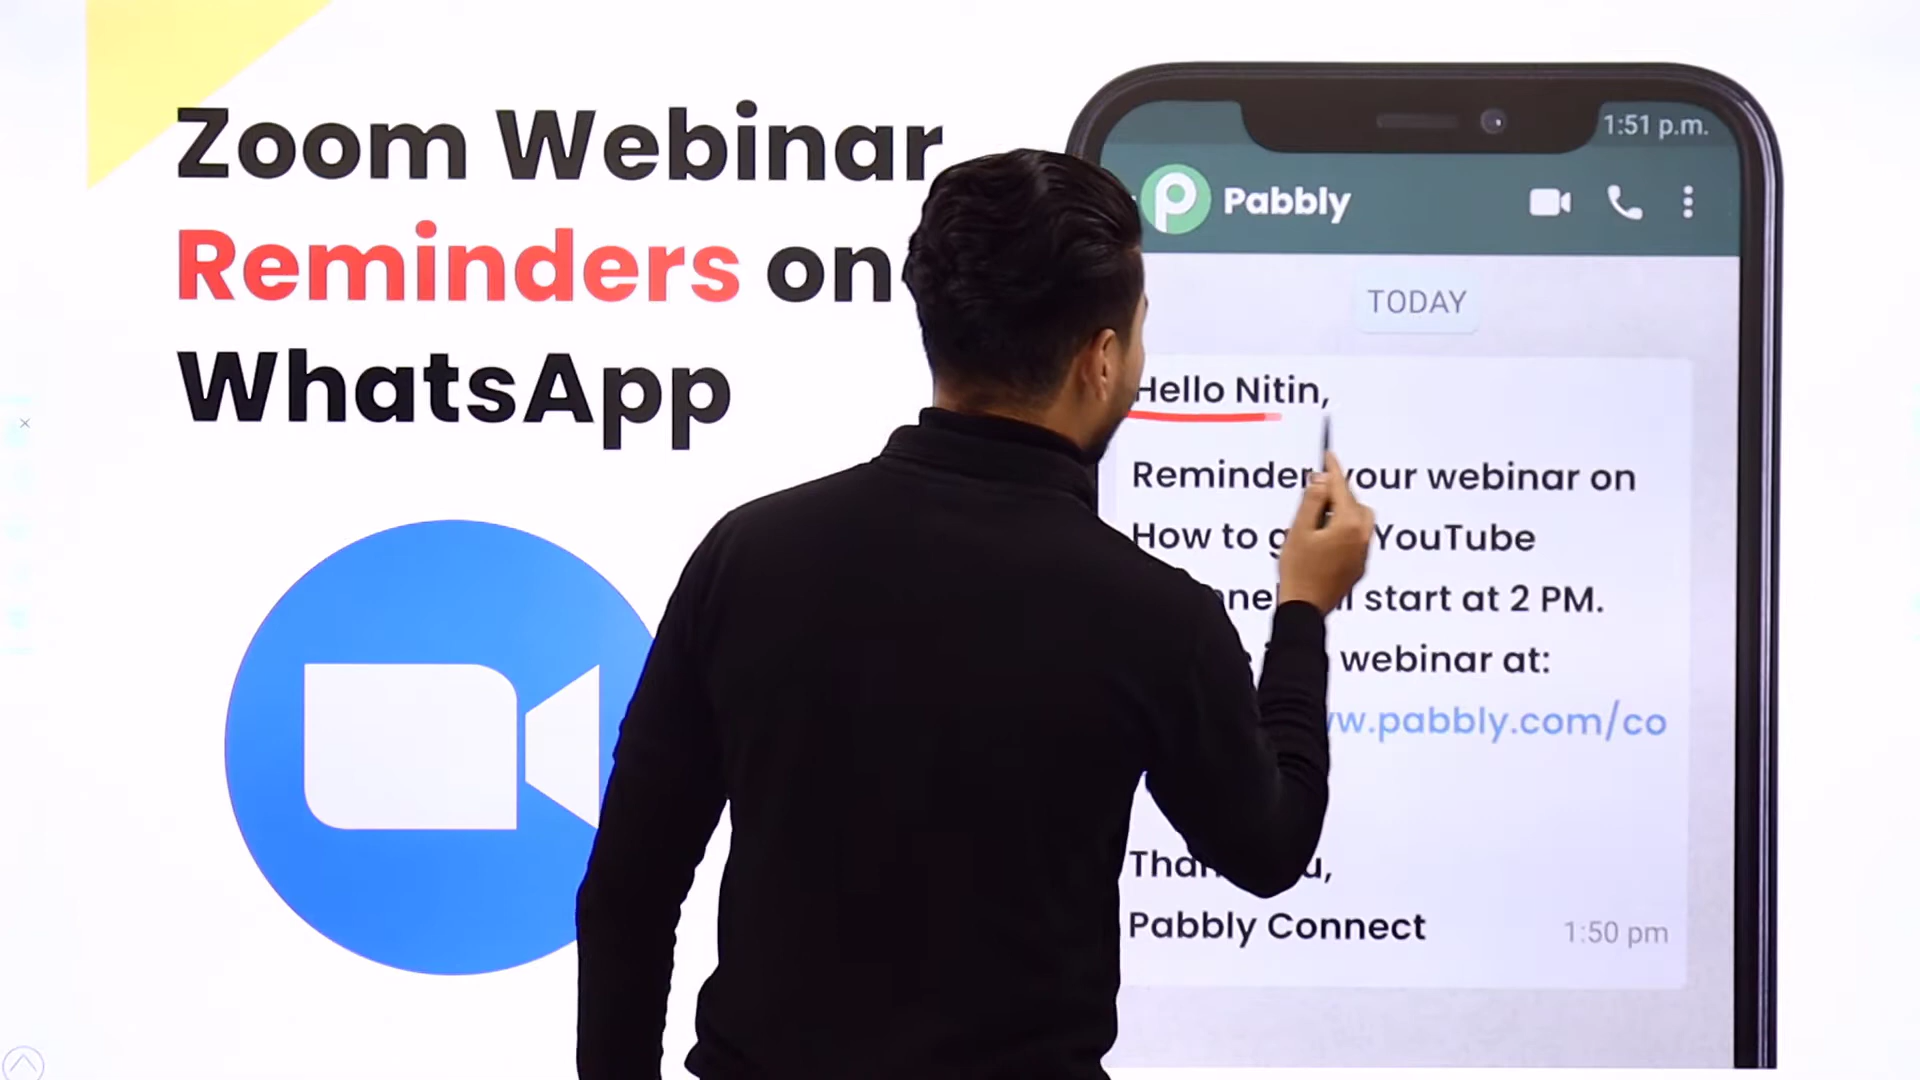 Zoom Webinar
Reminders on
WhatsApp
1:51 p.m.
Pabbly
TODAY
Hello Nitin,
Reminder your webinar on
How to YouTube
start at 2 PM.
webinar at:
w.pabbly.com/co
Pabbly Connect
1:50 pm